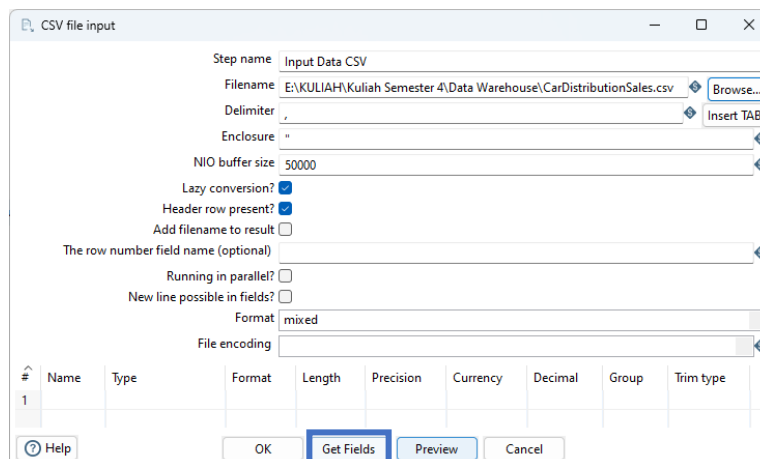 CSV file input
Step name Input Data CSV
Filename E:\KULIAH\Kuliah Semester 4\Data Warehouse\CarDistributionSales.csv Browse...
Delimiter , Insert TAB
Enclosure "
NIO buffer size 50000
Lazy conversion?
Header row present?
Add filename to result
The row number field name (optional)
Running in parallel?
New line possible in fields?
Format mixed
File encoding
# Name Type Format Length Precision Currency Decimal Group Trim type
1
Help OK Get Fields Preview Cancel